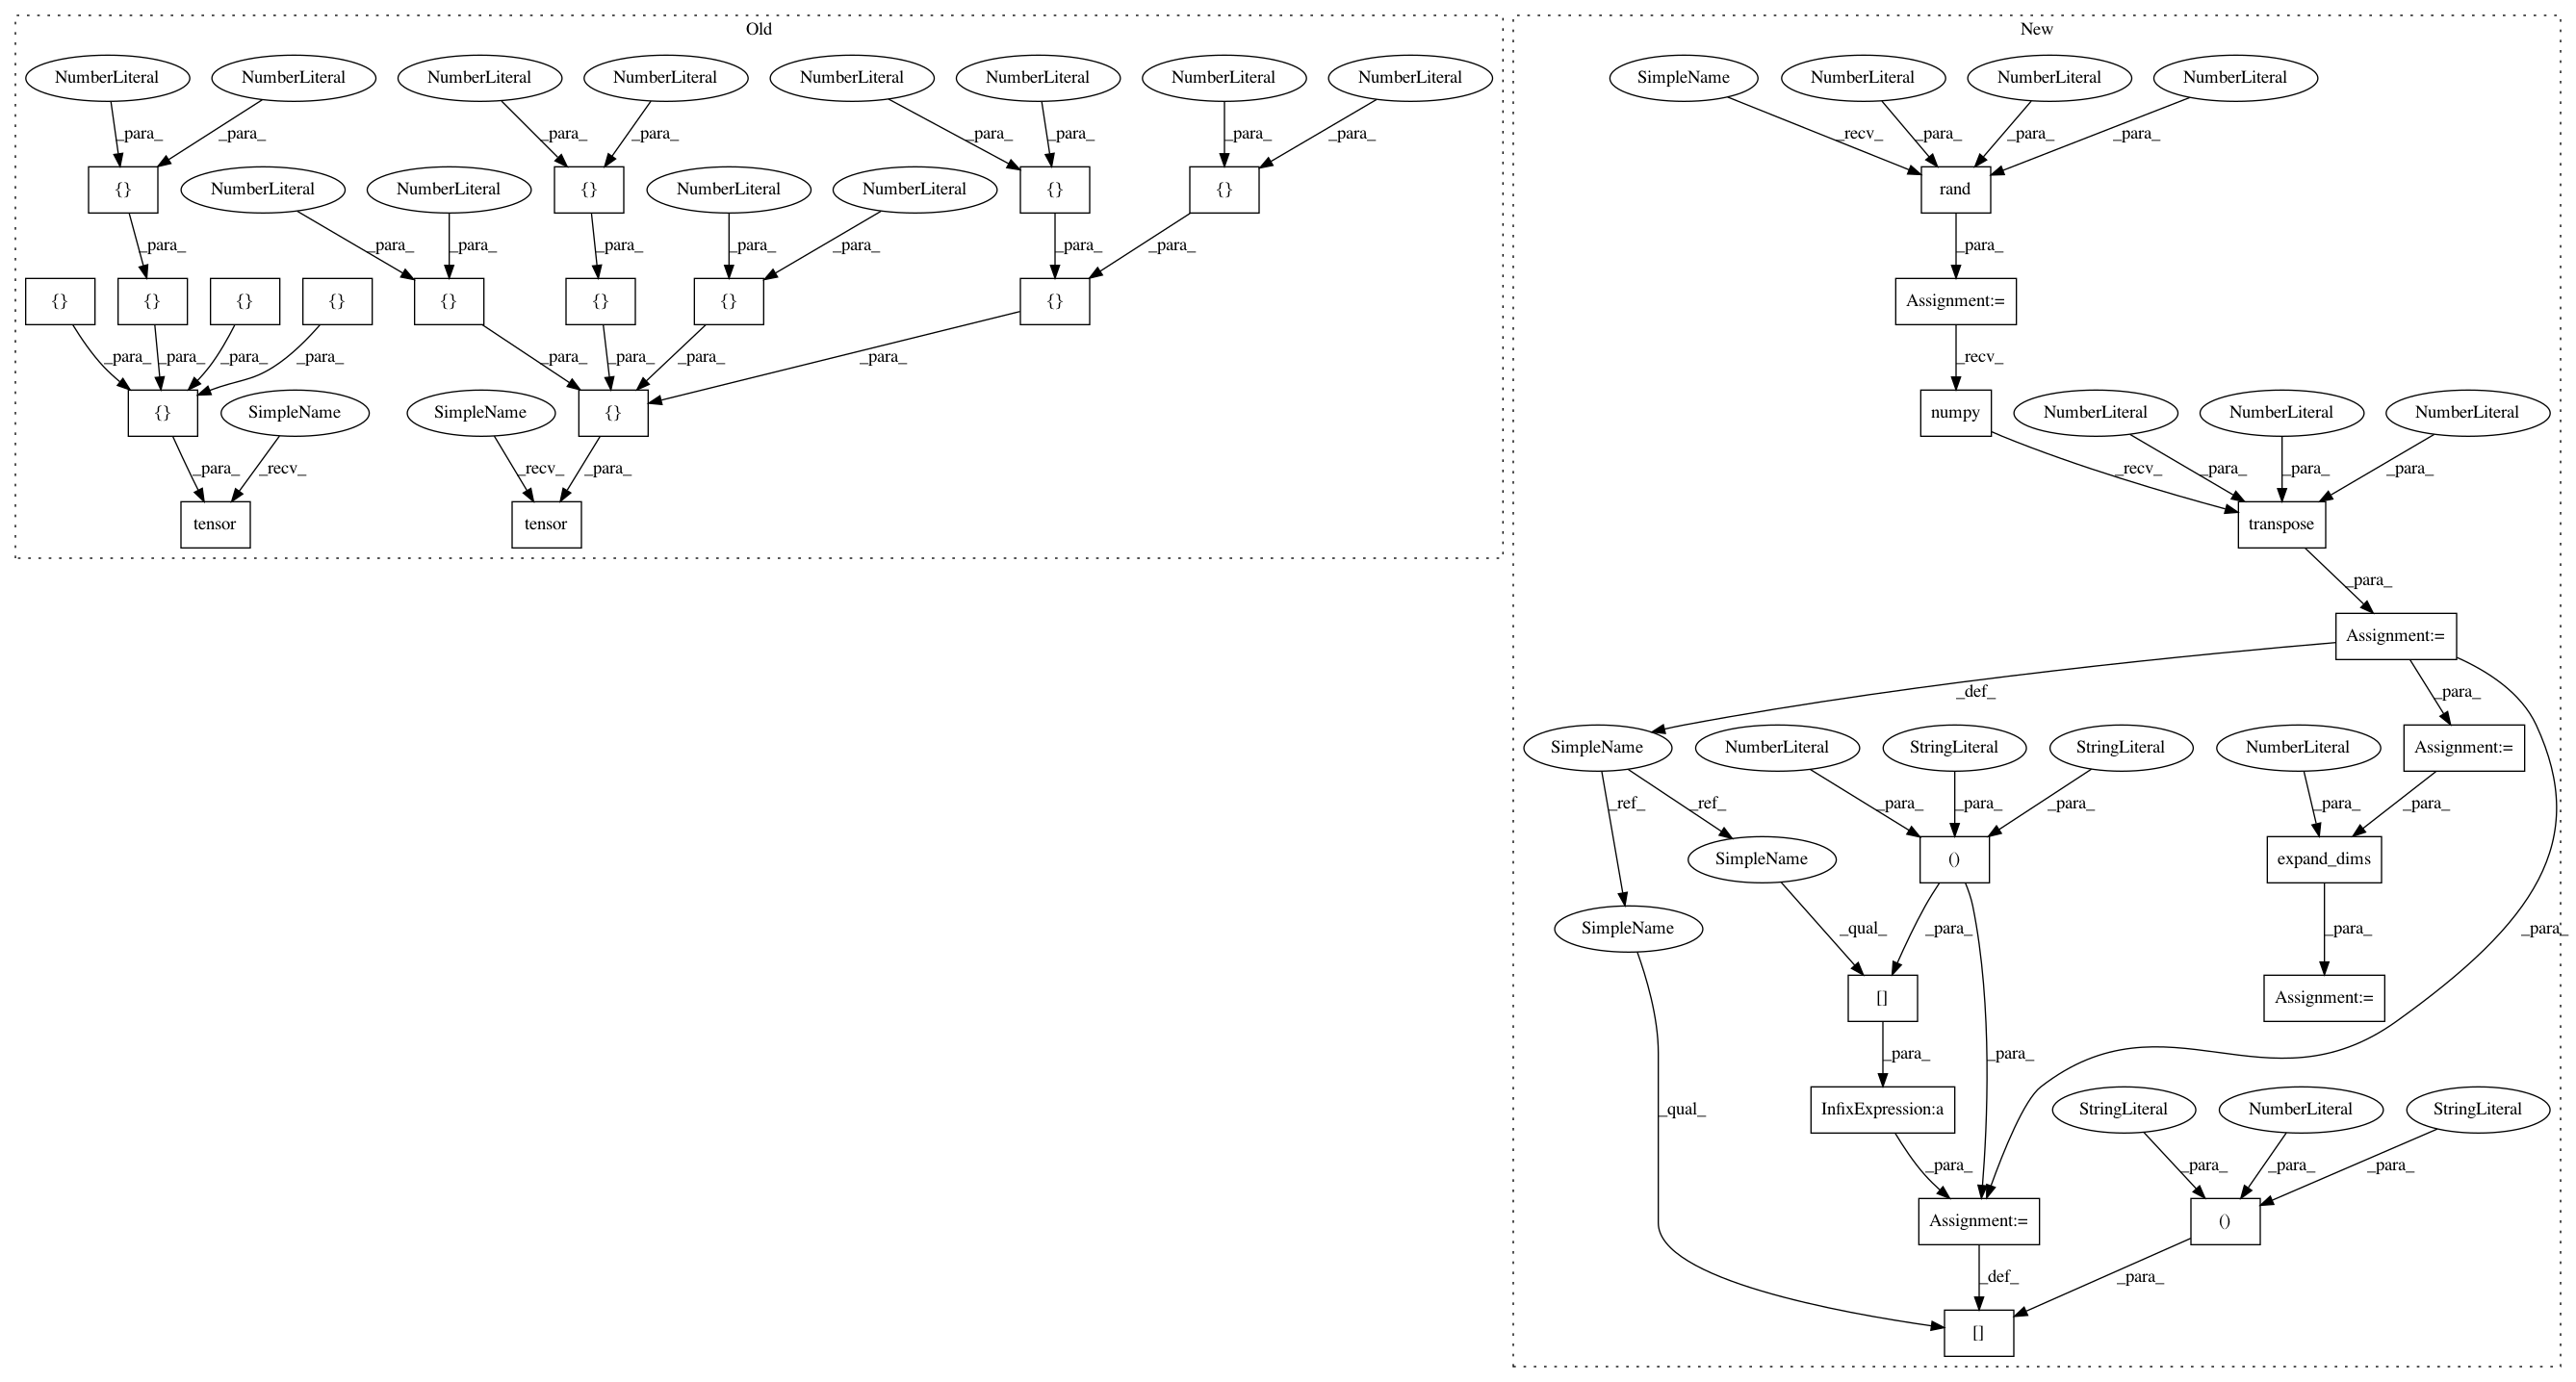 Old
New
NumberLiteral NumberLiteral NumberLiteral NumberLiteral NumberLiteral NumberLiteral NumberLiteral NumberLiteral SimpleName NumberLiteral NumberLiteral NumberLiteral
_para_ _para_ _para_ _para_ _para_ _para_ _para_ _para_ _recv_ _para_ _para_ _para_
{} NumberLiteral NumberLiteral {} NumberLiteral NumberLiteral {} {} rand
_para_ _para_ _para_ _para_ _para_ _para_ _para_ _para_ _para_
{} {} {} {} {} {} {} {} Assignment:=
_para_ _para_ _para_ _para_ _para_ _para_ _para_ _para_ _recv_
{} SimpleName SimpleName {} numpy NumberLiteral NumberLiteral NumberLiteral
_para_ _recv_ _recv_ _para_ _recv_ _para_ _para_ _para_
tensor tensor transpose
_para_
Assignment:=
_def_ _para_
SimpleName NumberLiteral StringLiteral StringLiteral NumberLiteral Assignment:=
_ref_ _ref_ _para_ _para_ _para_ _para_ _para_
SimpleName () expand_dims
SimpleName _qual_ _para_ _para_ _para_
[] Assignment:=
_para_ _para_
_qual_ InfixExpression:a StringLiteral NumberLiteral StringLiteral
_para_ _para_ _para_ _para_
Assignment:= ()
_def_ _para_
[]